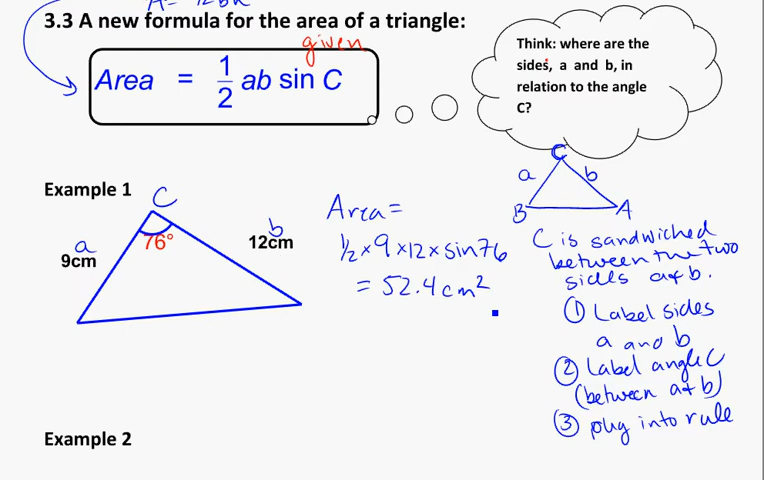 3.3 A new formula for the area of a triangle:
given
Area = 1/2 ab sin C
Think: where are the
sides, a and b, in
relation to the angle
C?
C
a b
B A
Example 1
C
a
9cm
76°
b
12cm
Area =
1/2 × 9 × 12 × sin 76
= 52.4 cm²
C is sandwiched
between the two
sides a & b.
① Label sides
a and b
② Label angle C
(between a & b)
③ plug into rule
Example 2